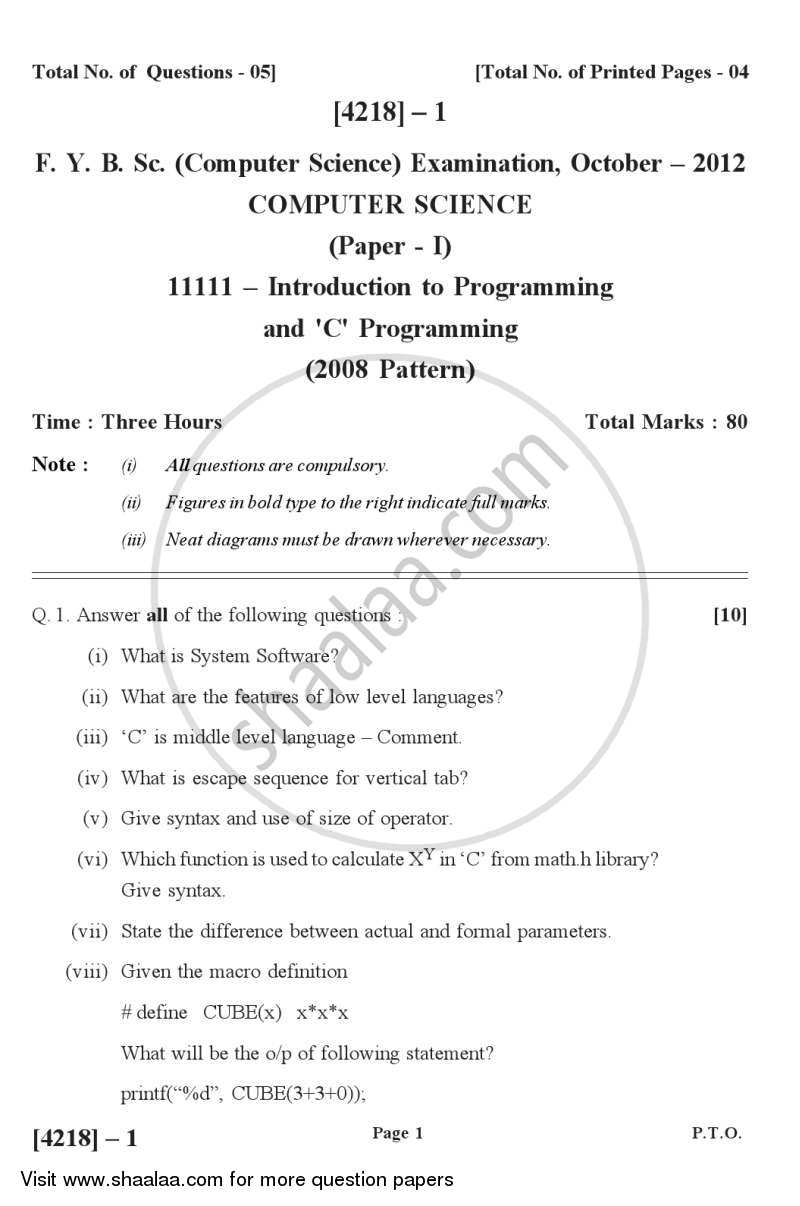 Total No. of Questions - 05] [Total No. of Printed Pages - 04
[4218] – 1
F. Y. B. Sc. (Computer Science) Examination, October – 2012
COMPUTER SCIENCE
(Paper - I)
11111 – Introduction to Programming
and 'C' Programming
(2008 Pattern)
Time : Three Hours Total Marks : 80
Note : (i) All questions are compulsory.
(ii) Figures in bold type to the right indicate full marks.
(iii) Neat diagrams must be drawn wherever necessary.
Q. 1. Answer all of the following questions : [10]
(i) What is System Software?
(ii) What are the features of low level languages?
(iii) ‘C’ is middle level language – Comment.
(iv) What is escape sequence for vertical tab?
(v) Give syntax and use of size of operator.
(vi) Which function is used to calculate X^Y in ‘C’ from math.h library?
Give syntax.
(vii) State the difference between actual and formal parameters.
(viii) Given the macro definition
# define CUBE(x) x*x*x
What will be the o/p of following statement?
printf(“%d”, CUBE(3+3+0));
[4218] – 1 Page 1 P.T.O.
Visit www.shaalaa.com for more question papers
shaalaa.com